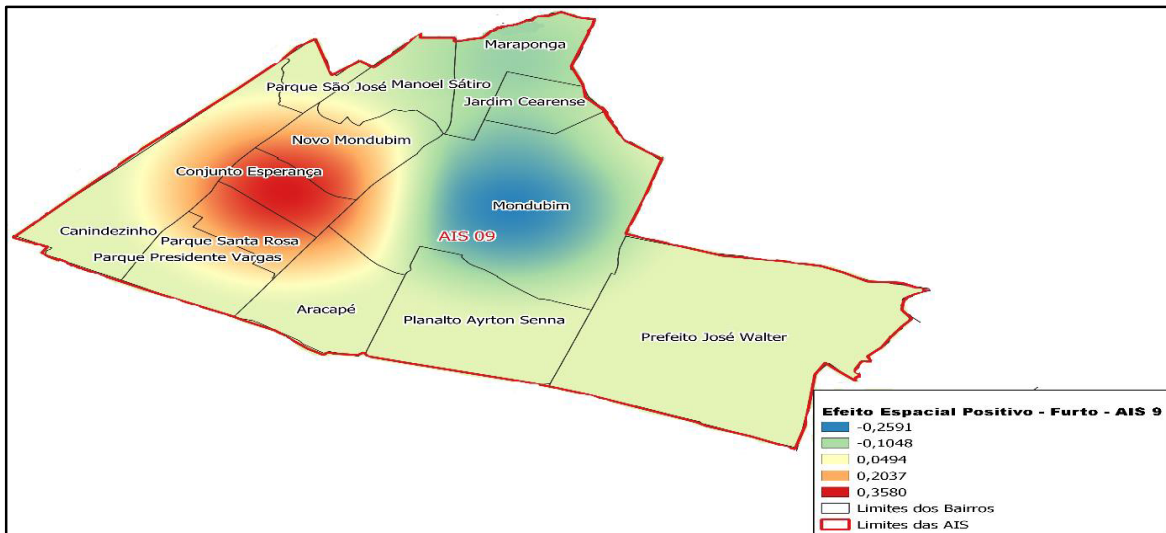 Maraponga
Parque São José
Manoel Sátiro
Jardim Cearense
Novo Mondubim
Conjunto Esperança
Mondubim
Canindezinho
Parque Santa Rosa
AIS 09
Parque Presidente Vargas
Aracapé
Planalto Ayrton Senna
Prefeito José Walter
Efeito Espacial Positivo - Furto - AIS 9
-0,2591
-0,1048
0,0494
0,2037
0,3580
Limites dos Bairros
Limites das AIS